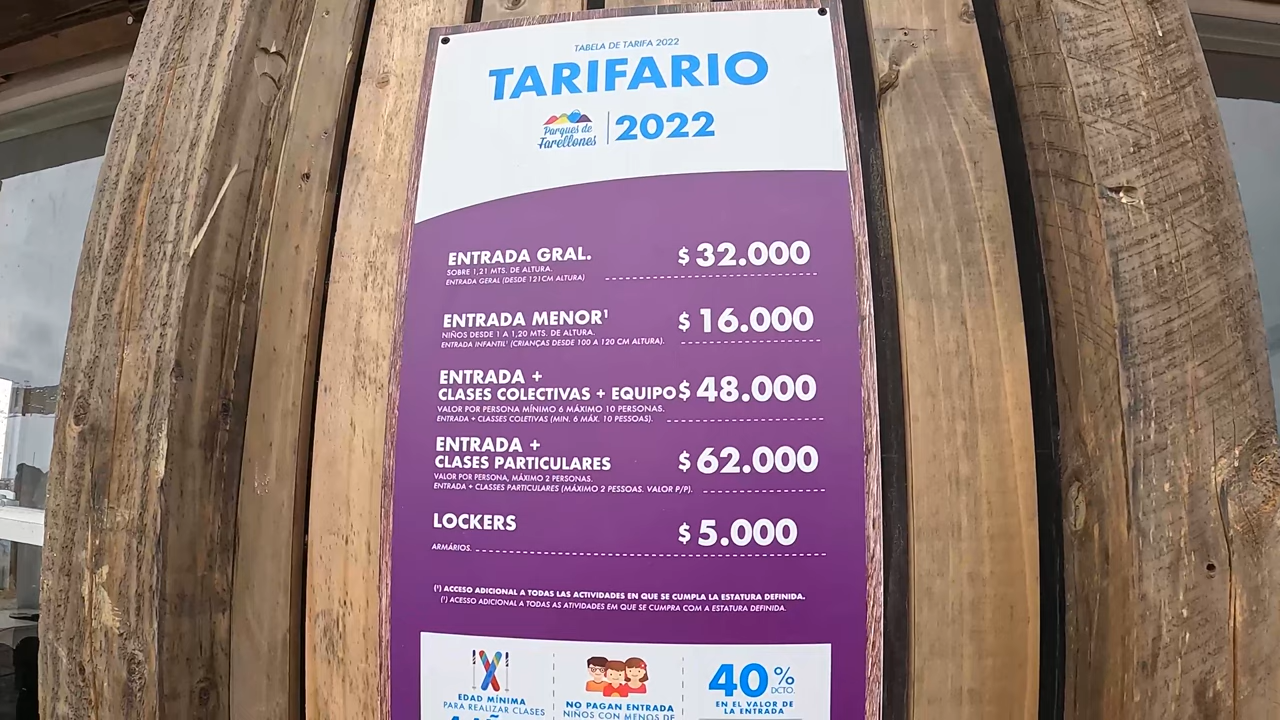 TABELA DE TARIFA 2022
TARIFARIO
Parques de
Farellones
2022
ENTRADA GRAL. $ 32.000
SOBRE 1,21 MTS. DE ALTURA.
ENTRADA GERAL (DESDE 121CM ALTURA)
ENTRADA MENOR¹ $ 16.000
NIÑOS DESDE 1 A 1,20 MTS. DE ALTURA.
ENTRADA INFANTIL¹ (CRIANÇAS DESDE 100 A 120 CM ALTURA).
ENTRADA +
CLASES COLECTIVAS + EQUIPO $ 48.000
VALOR POR PERSONA MÍNIMO 6 MÁXIMO 10 PERSONAS.
ENTRADA + CLASSES COLETIVAS (MIN. 6 MÁX. 10 PESSOAS).
ENTRADA +
CLASES PARTICULARES $ 62.000
VALOR POR PERSONA, MÁXIMO 2 PERSONAS.
ENTRADA + CLASSES PARTICULARES (MÁXIMO 2 PESSOAS. VALOR P/P).
LOCKERS $ 5.000
ARMÁRIOS.
(¹) ACCESO ADICIONAL A TODAS LAS ACTIVIDADES EN QUE SE CUMPLA LA ESTATURA DEFINIDA.
(¹) ACESSO ADICIONAL A TODAS AS ATIVIDADES EM QUE SE CUMPRA COM A ESTATURA DEFINIDA.
EDAD MÍNIMA
PARA REALIZAR CLASES
NO PAGAN ENTRADA
NIÑOS CON MENOS DE
40% DCTO.
EN EL VALOR DE
LA ENTRADA